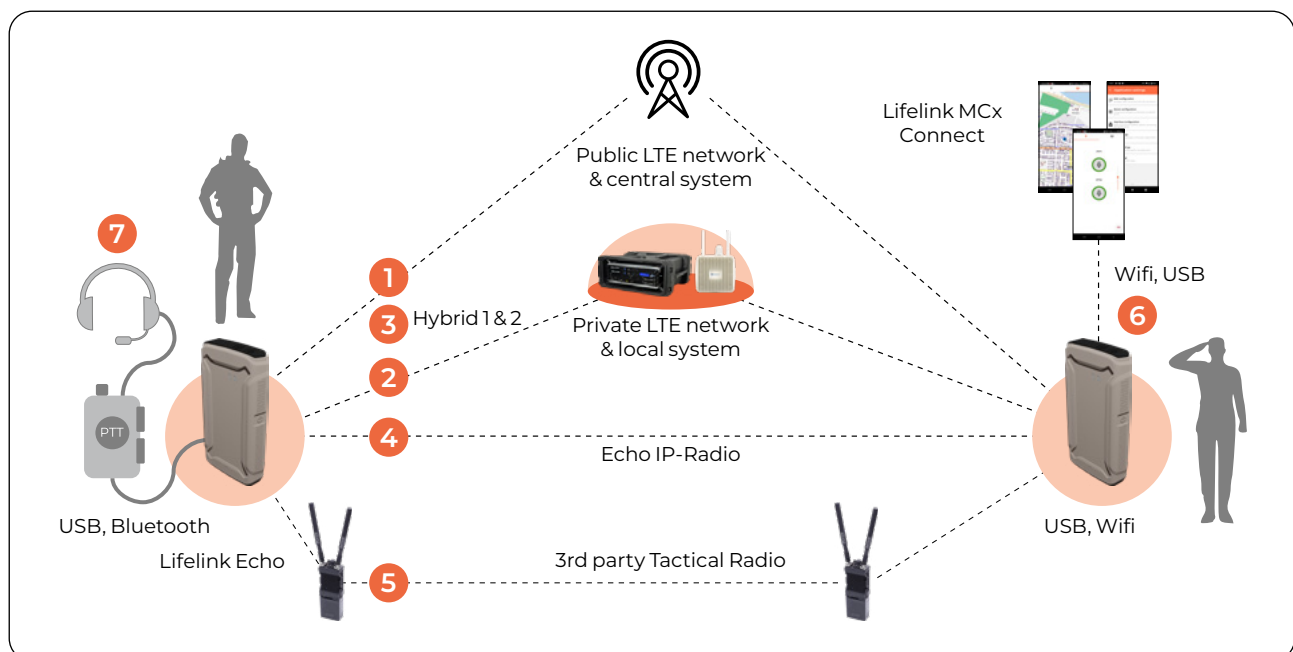 Lifelink MCx
Connect
Public LTE network
& central system
7
1
Wifi, USB
3
Hybrid 1 & 2
6
Private LTE network
& local system
2
PTT
4
Echo IP-Radio
USB, Bluetooth
USB, Wifi
Lifelink Echo
3rd party Tactical Radio
5